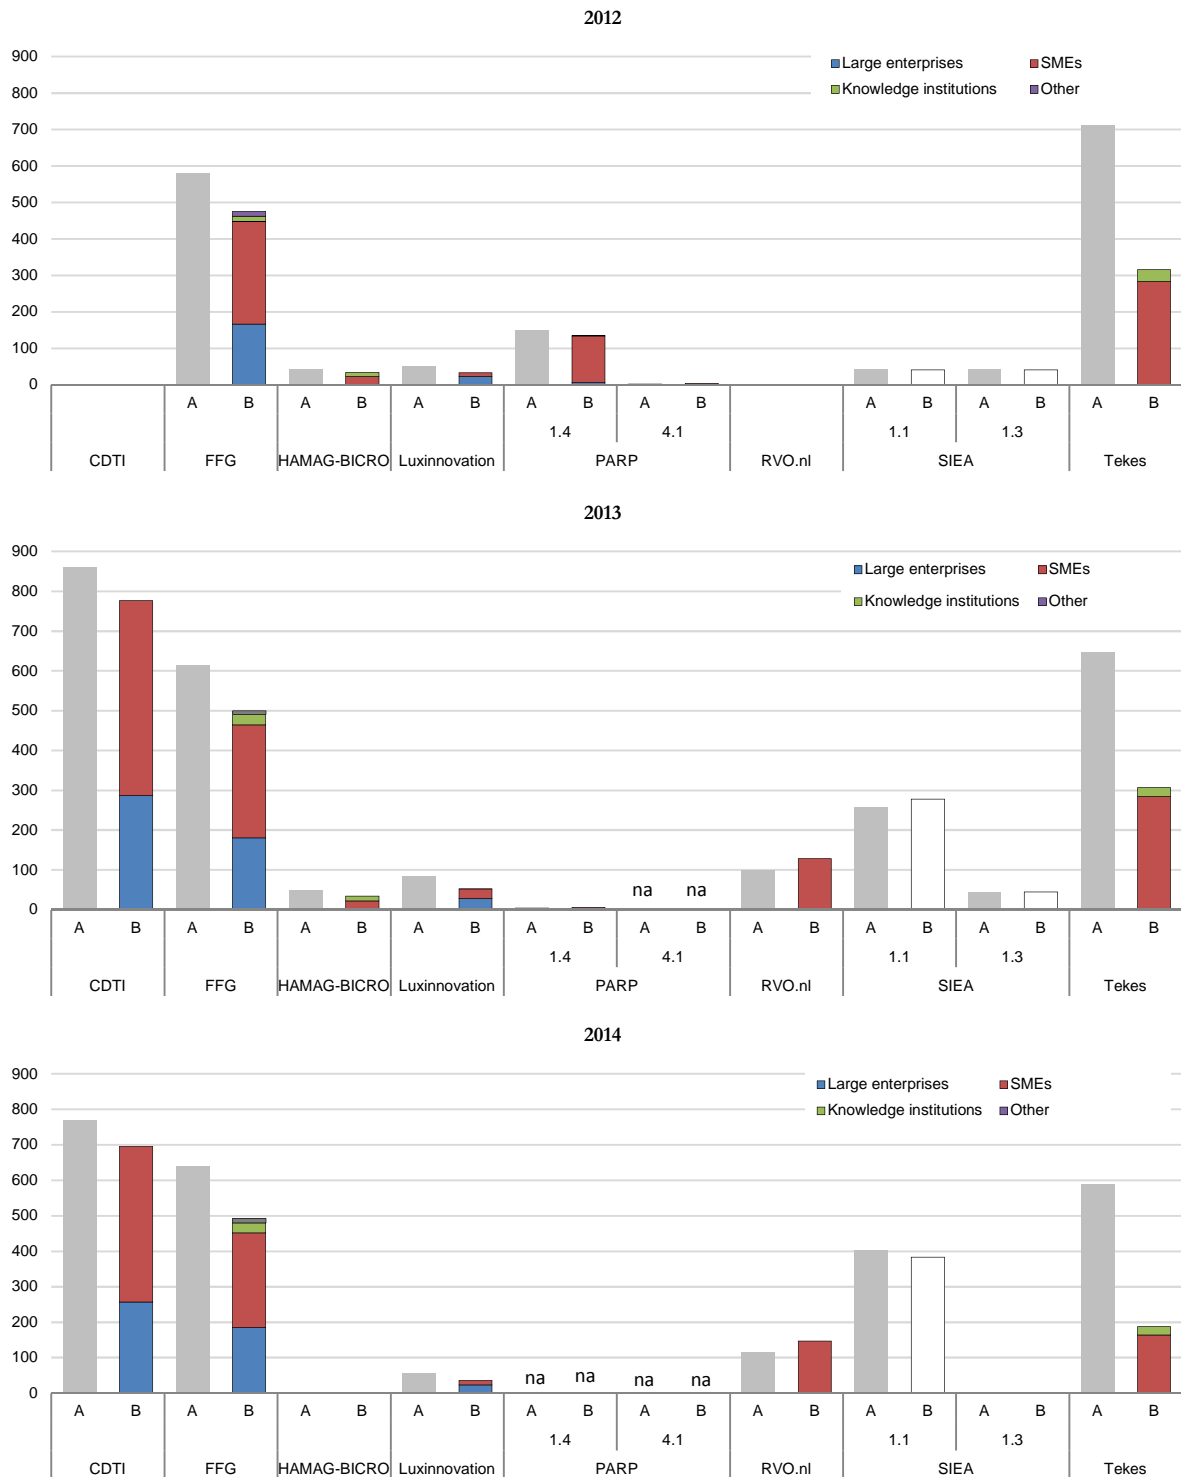 2012
900
800
700
600
500
400
300
200
100
0
Large enterprises SMEs
Knowledge institutions Other
A B A B A B A B A B A B A B A B
1.4 4.1 1.1 1.3
CDTI FFG HAMAG-BICRO Luxinnovation PARP RVO.nl SIEA Tekes
2013
900
800
700
600
500
400
300
200
100
0
Large enterprises SMEs
Knowledge institutions Other
na na
A B A B A B A B A B A B A B A B A B A B
1.4 4.1 1.1 1.3
CDTI FFG HAMAG-BICRO Luxinnovation PARP RVO.nl SIEA Tekes
2014
900
800
700
600
500
400
300
200
100
0
Large enterprises SMEs
Knowledge institutions Other
na na na na
A B A B A B A B A B A B A B A B A B A B
1.4 4.1 1.1 1.3
CDTI FFG HAMAG-BICRO Luxinnovation PARP RVO.nl SIEA Tekes